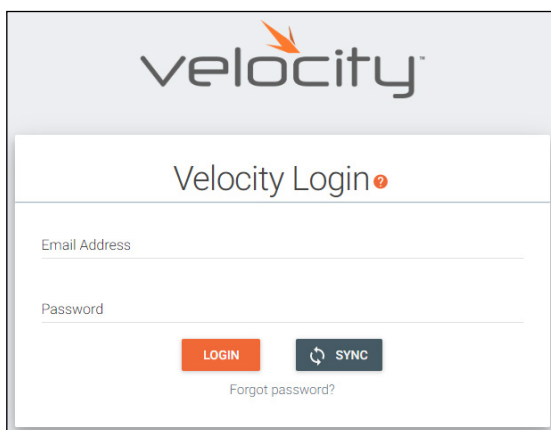 velocity™
Velocity Login ?
Email Address
Password
LOGIN SYNC
Forgot password?